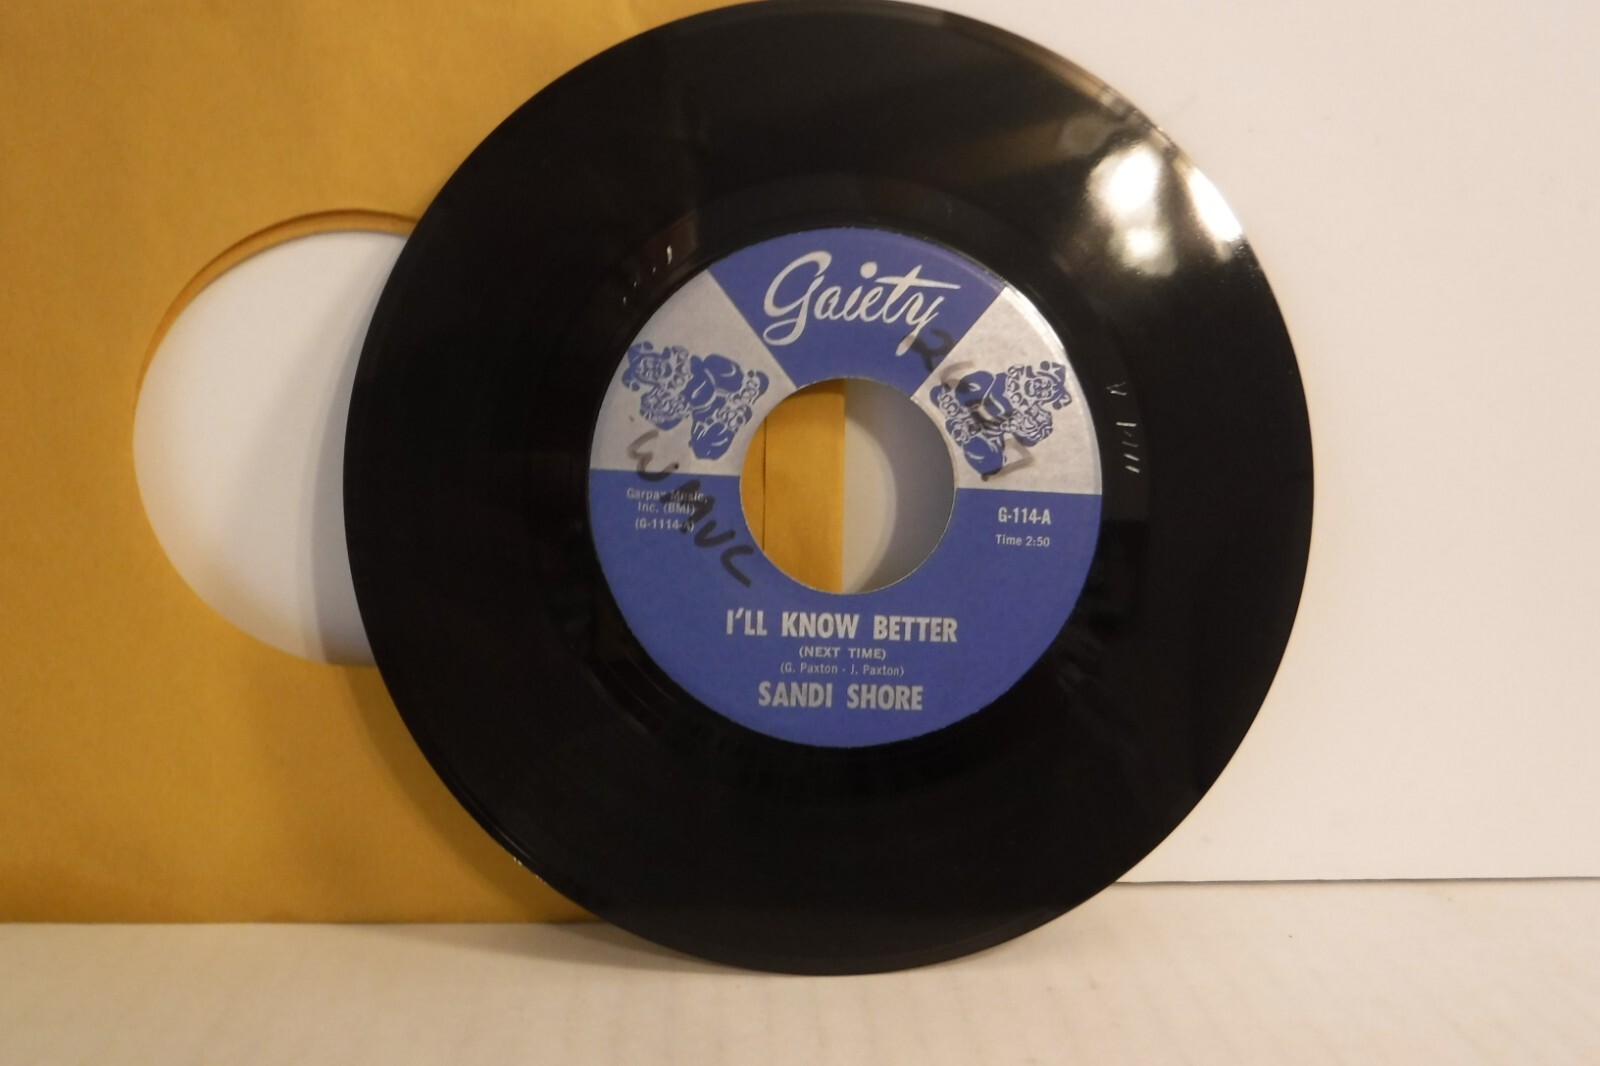 Gaiety
WMUC
Garpax Music,
Inc. (BMI)
(G-1114-A)
G-114-A
Time 2:50
I'LL KNOW BETTER
(NEXT TIME)
(G. Paxton - J. Paxton)
SANDI SHORE